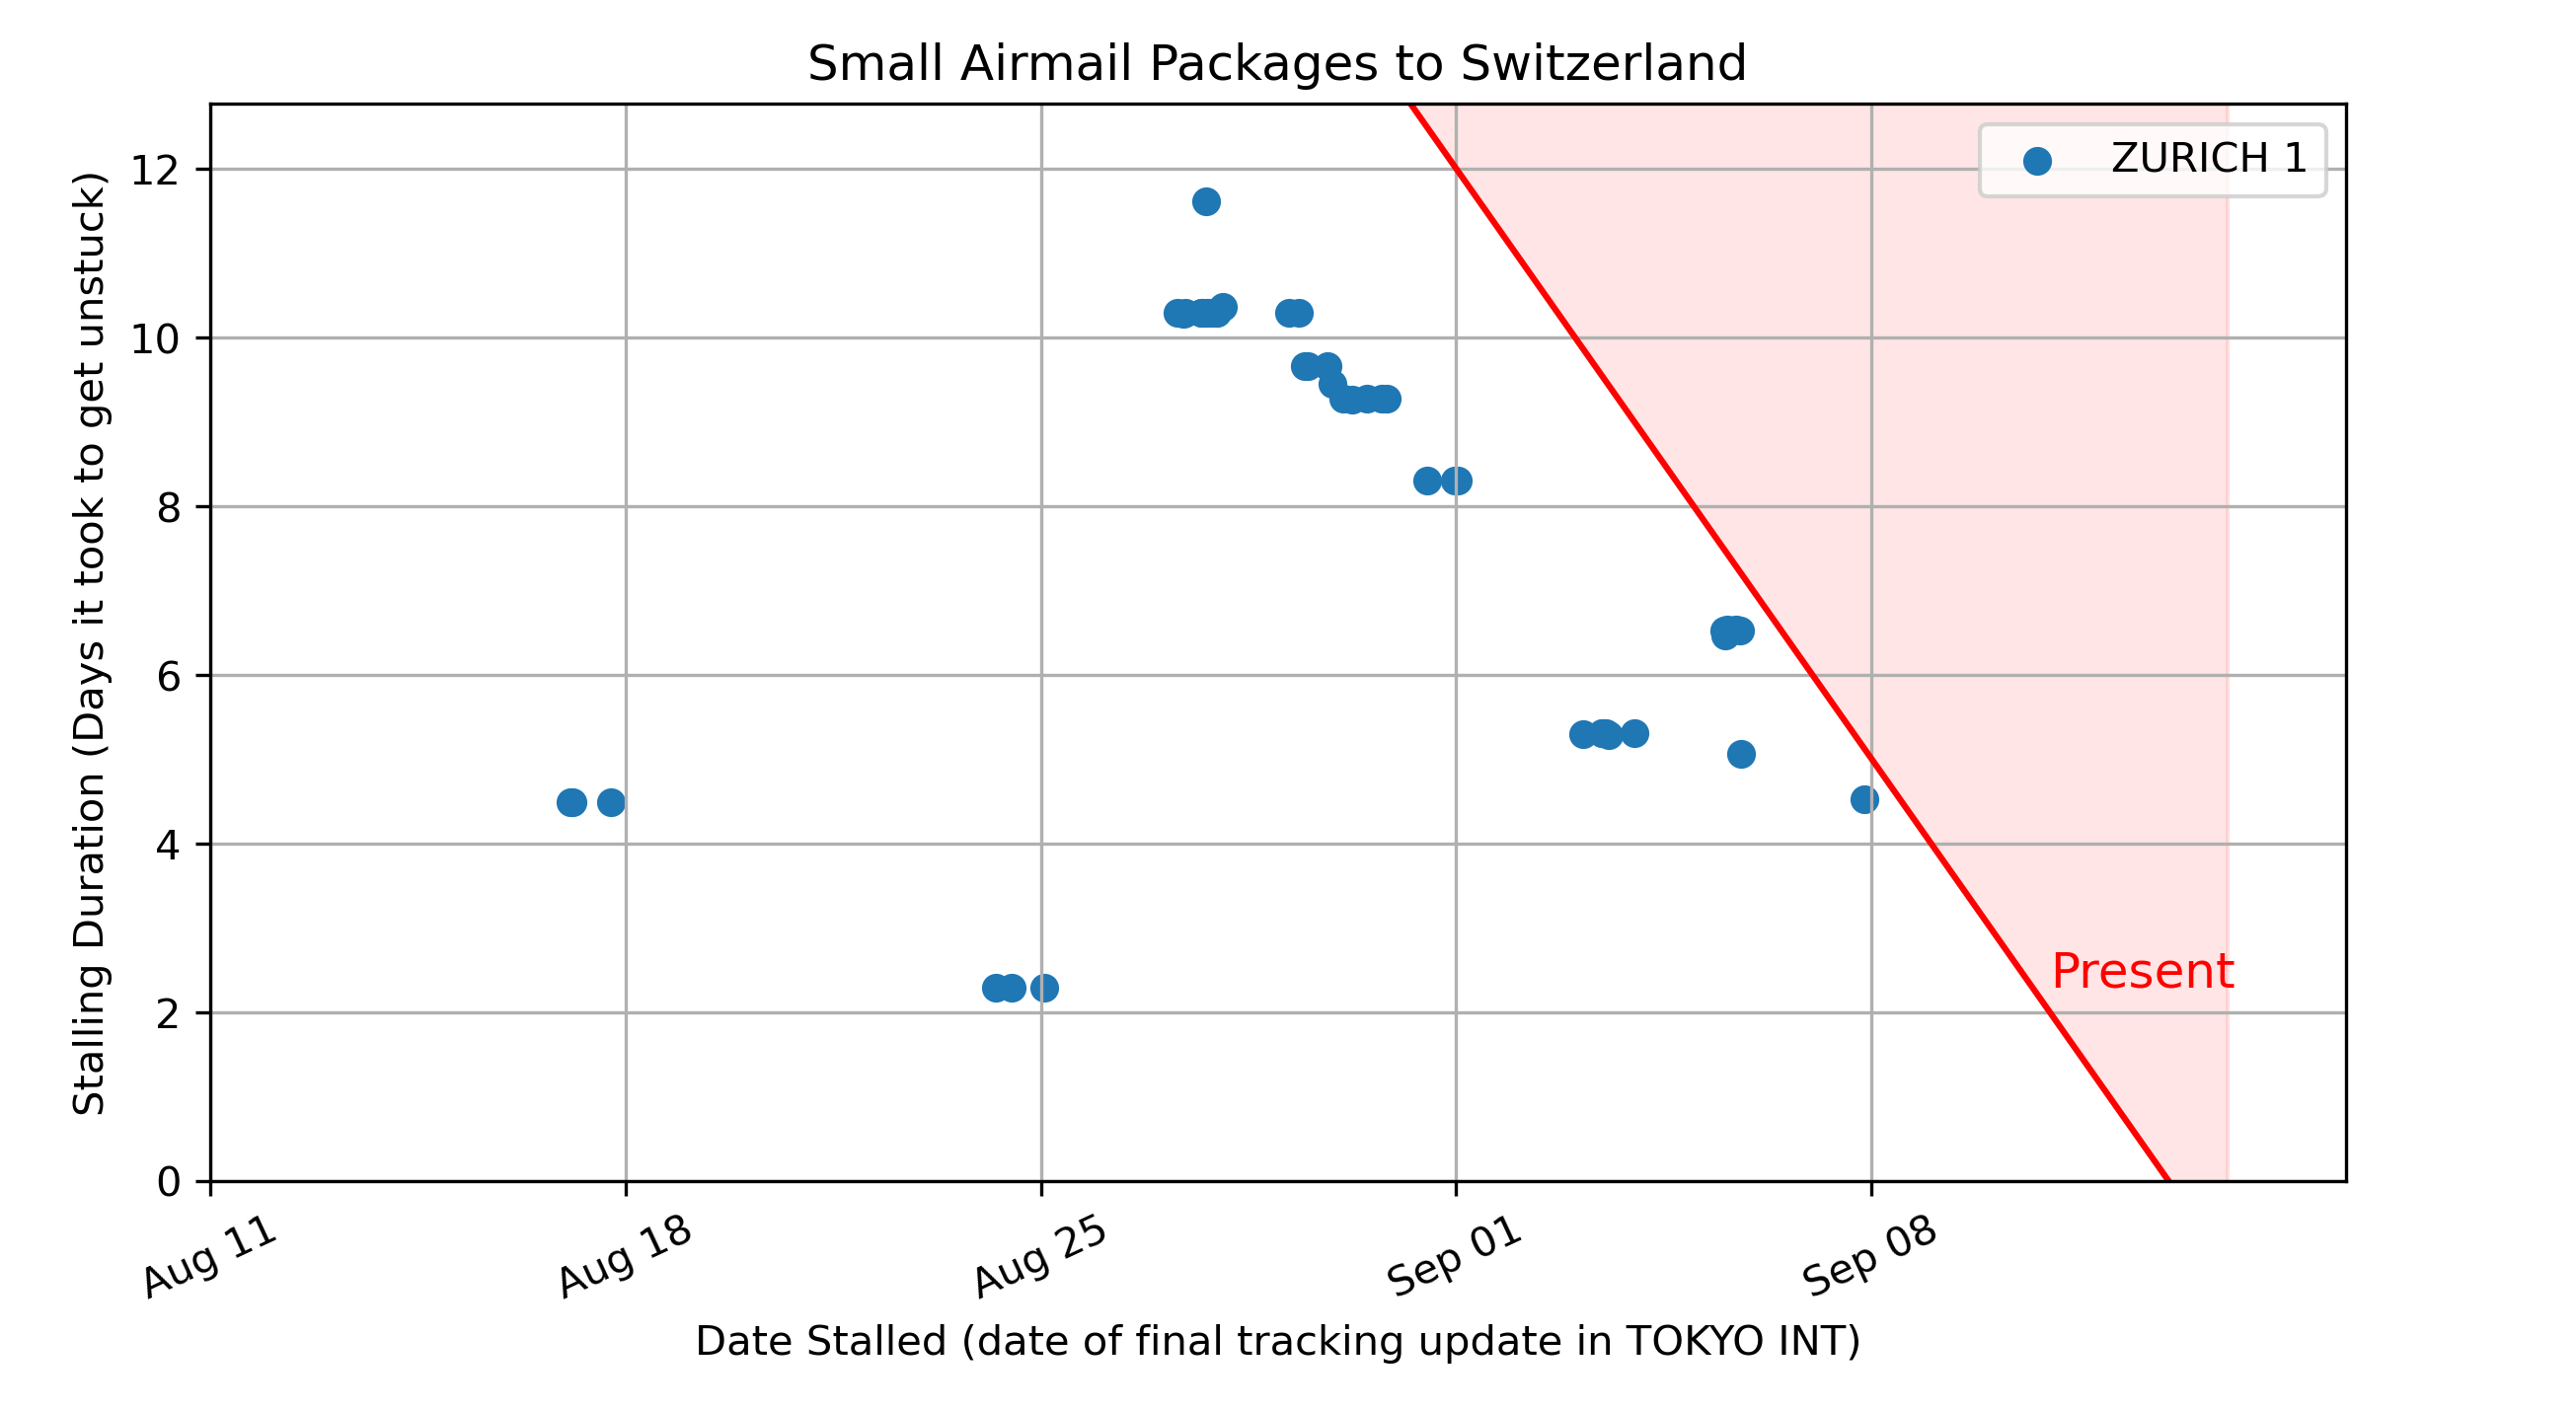 Small Airmail Packages to Switzerland
ZURICH 1
Stalling Duration (Days it took to get unstuck)
12
10
8
6
4
2
0
Present
Aug 11
Aug 18
Aug 25
Sep 01
Sep 08
Date Stalled (date of final tracking update in TOKYO INT)